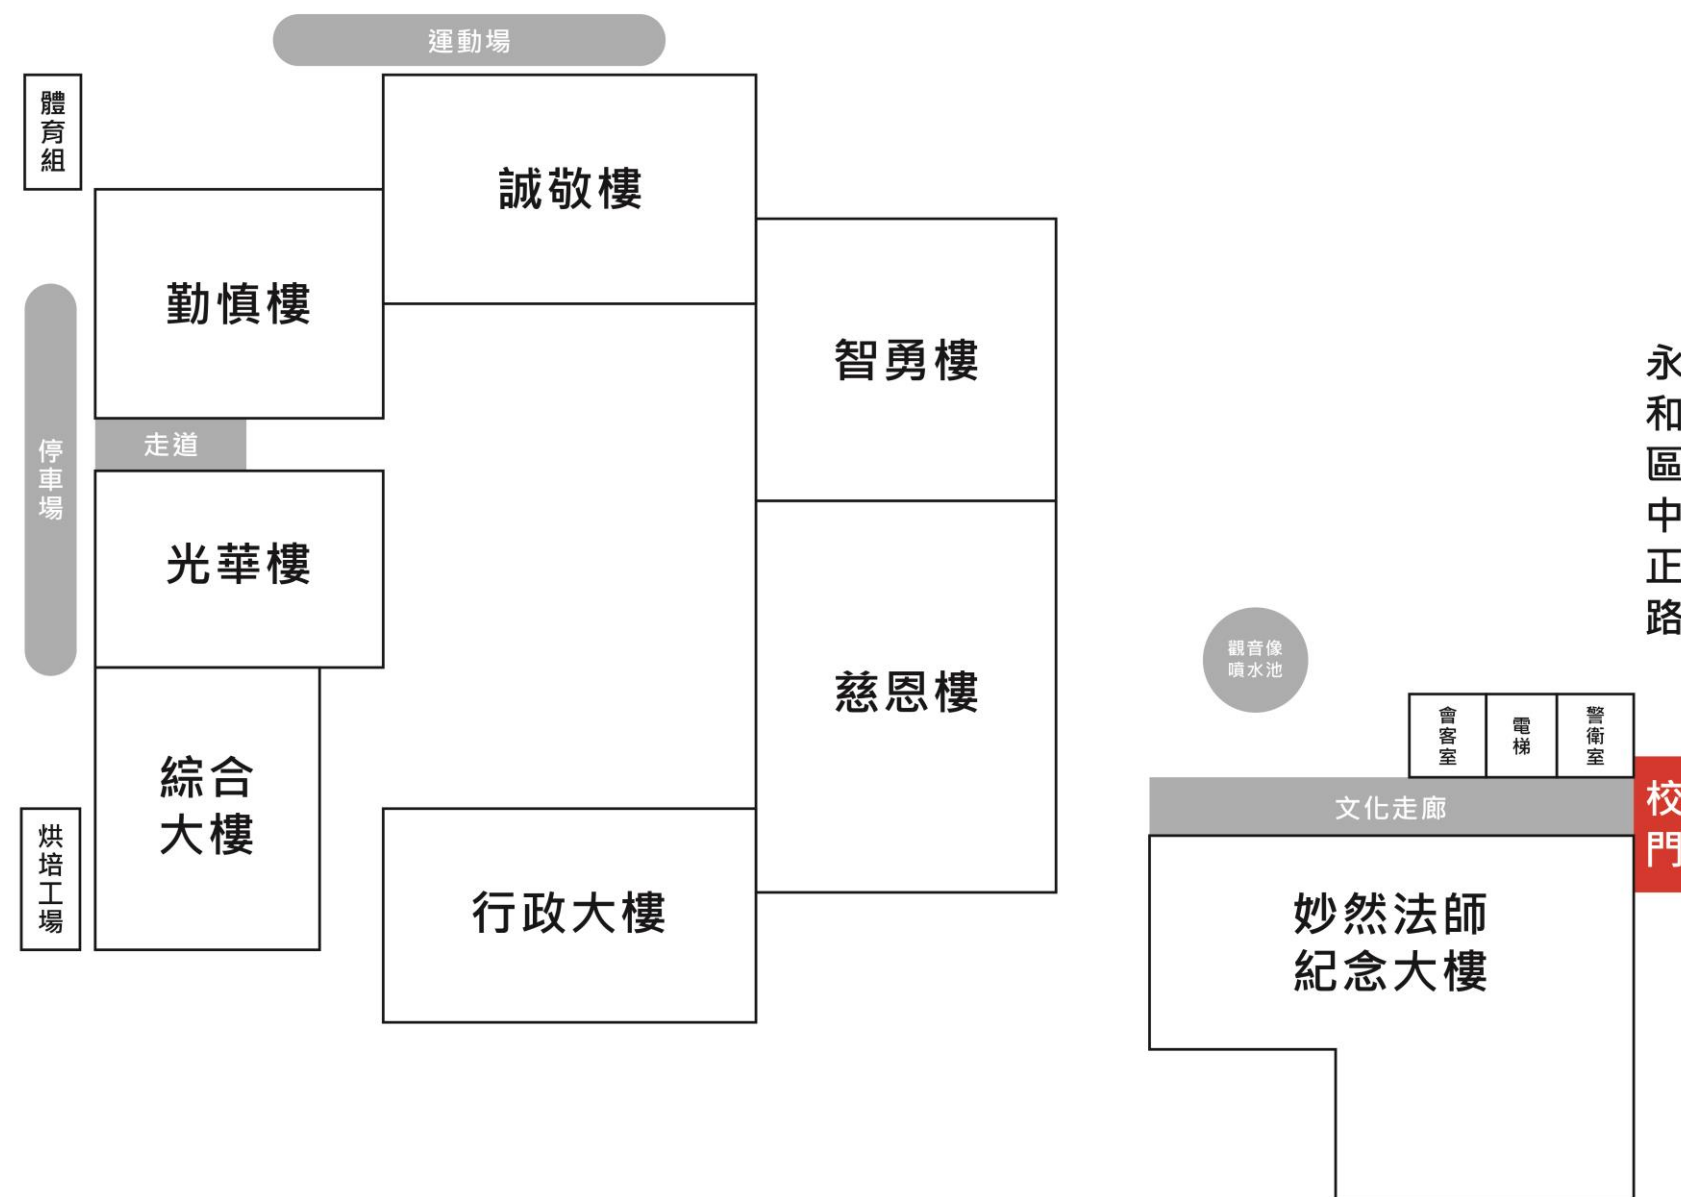 運動場
體育組
誠敬樓
勤慎樓
智勇樓
停車場
走道
光華樓
慈恩樓
綜合
大樓
烘培工場
行政大樓
觀音像
噴水池
會客室
電梯
警衛室
文化走廊
妙然法師
紀念大樓
校門
永和區中正路